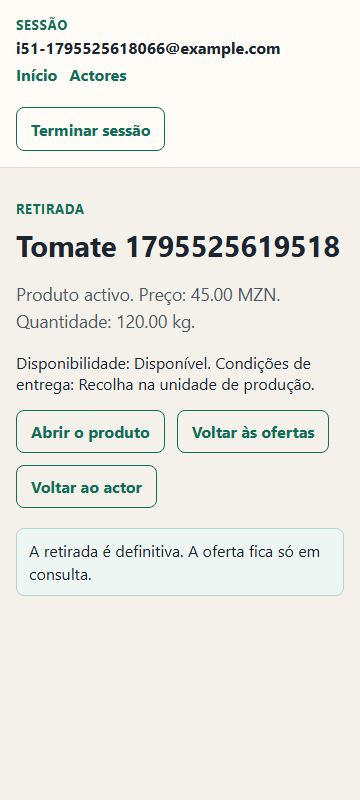 SESSÃO
i51-1795525618066@example.com
Início Actores
Terminar sessão
RETIRADA
Tomate 1795525619518
Produto activo. Preço: 45.00 MZN.
Quantidade: 120.00 kg.
Disponibilidade: Disponível. Condições de
entrega: Recolha na unidade de produção.
Abrir o produto Voltar às ofertas
Voltar ao actor
A retirada é definitiva. A oferta fica só em
consulta.